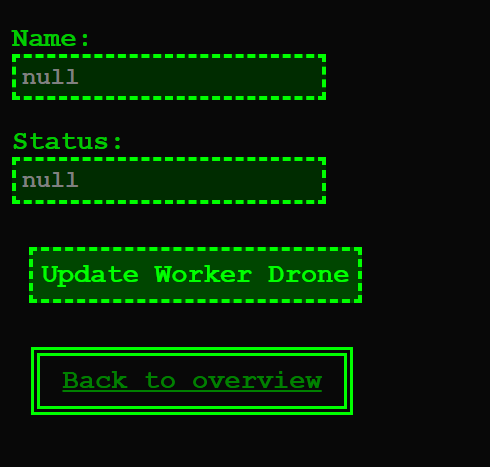 Name:
null
Status:
null
Update Worker Drone
Back to overview